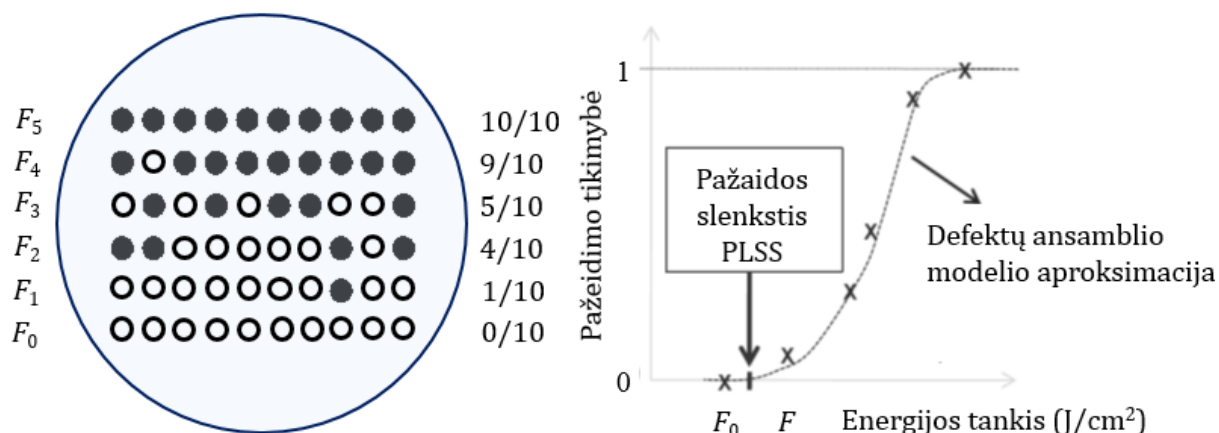 F₅ 10/10
F₄ 9/10
F₃ 5/10
F₂ 4/10
F₁ 1/10
F₀ 0/10
Pažeidimo tikimybė
1
0
Pažaidos
slenkstis
PLSS
Defektų ansamblio
modelio aproksimacija
F₀ F Energijos tankis (J/cm²)